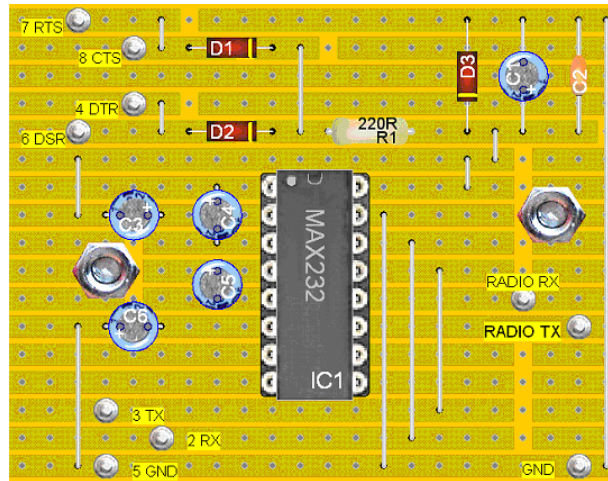 7 RTS
8 CTS
D1
D3
C1
C2
4 DTR
6 DSR
D2
220R
R1
C3
C4
MAX232
C5
C6
IC1
RADIO RX
RADIO TX
3 TX
2 RX
5 GND
GND